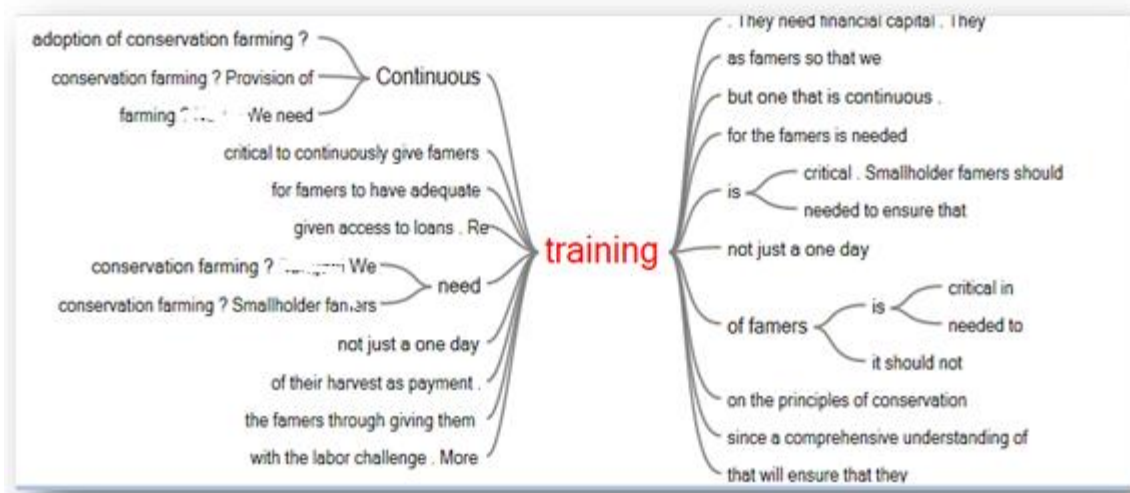 adoption of conservation farming ?
conservation farming ? Provision of
farming ? We need
Continuous
critical to continuously give famers
for famers to have adequate
given access to loans . Re
conservation farming ? We
conservation farming ? Smallholder famers
need
not just a one day
of their harvest as payment .
the famers through giving them
with the labor challenge . More
training
. They need financial capital . They
as famers so that we
but one that is continuous .
for the famers is needed
is
critical . Smallholder famers should
needed to ensure that
not just a one day
of famers
is
critical in
needed to
it should not
on the principles of conservation
since a comprehensive understanding of
that will ensure that they